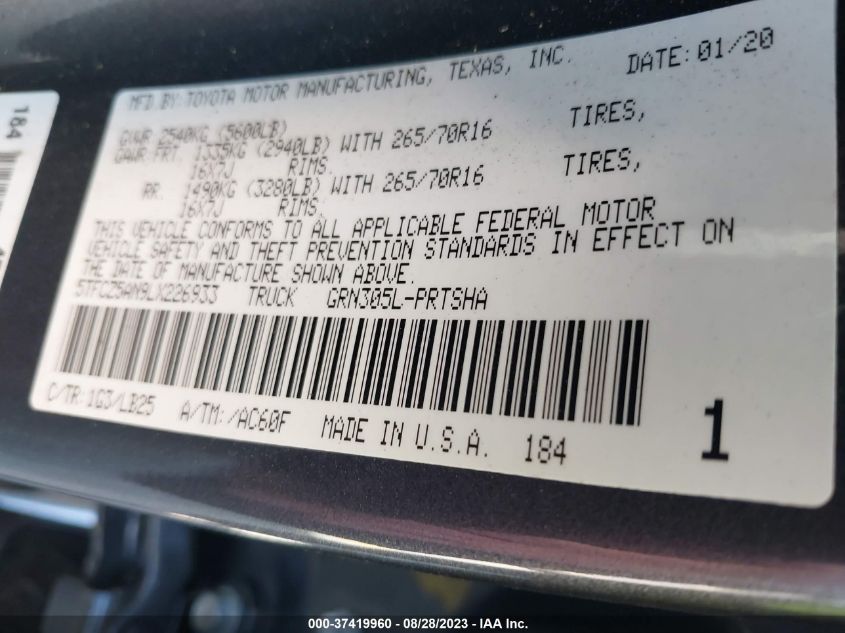 MFD.BY:TOYOTA MOTOR MANUFACTURING, TEXAS, INC. DATE:01/20
GVWR 2540KG (5600LB)
GAWR FRT. 1335KG (2940LB) WITH 265/70R16 TIRES,
16X7J RIMS.
RR. 1490KG (3280LB) WITH 265/70R16 TIRES,
16X7J RIMS.
THIS VEHICLE CONFORMS TO ALL APPLICABLE FEDERAL MOTOR
VEHICLE SAFETY AND THEFT PREVENTION STANDARDS IN EFFECT ON
THE DATE OF MANUFACTURE SHOWN ABOVE.
5TFCZ5AN9LX226933 TRUCK GRN305L-PRTSHA
C/TR:1G3/LB25 A/TM:/AC60F MADE IN U.S.A. 184
1
184
000-37419960 - 08/28/2023 - IAA Inc.